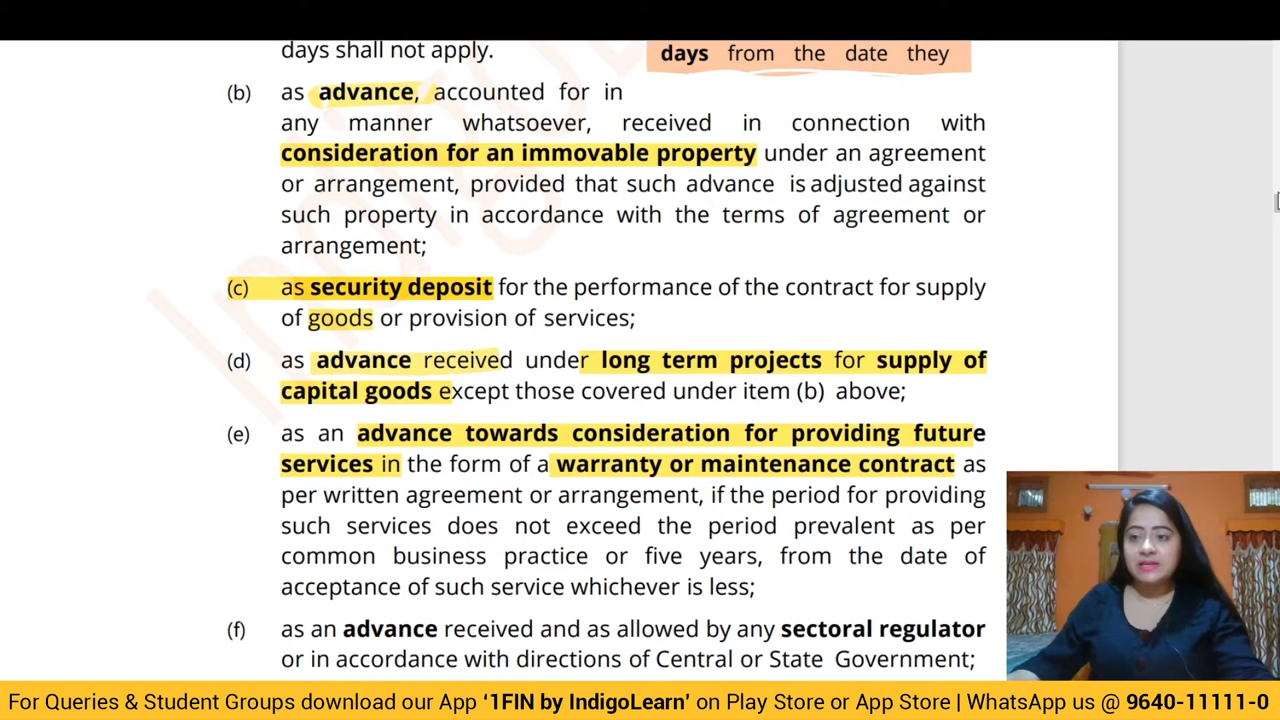 days shall not apply.
days from the date they
(b) as advance, accounted for in
any manner whatsoever, received in connection with
consideration for an immovable property under an agreement
or arrangement, provided that such advance is adjusted against
such property in accordance with the terms of agreement or
arrangement;
(c) as security deposit for the performance of the contract for supply
of goods or provision of services;
(d) as advance received under long term projects for supply of
capital goods except those covered under item (b) above;
(e) as an advance towards consideration for providing future
services in the form of a warranty or maintenance contract as
per written agreement or arrangement, if the period for providing
such services does not exceed the period prevalent as per
common business practice or five years, from the date of
acceptance of such service whichever is less;
(f) as an advance received and as allowed by any sectoral regulator
or in accordance with directions of Central or State Government;
For Queries & Student Groups download our App ‘1FIN by IndigoLearn’ on Play Store or App Store | WhatsApp us @ 9640-11111-0